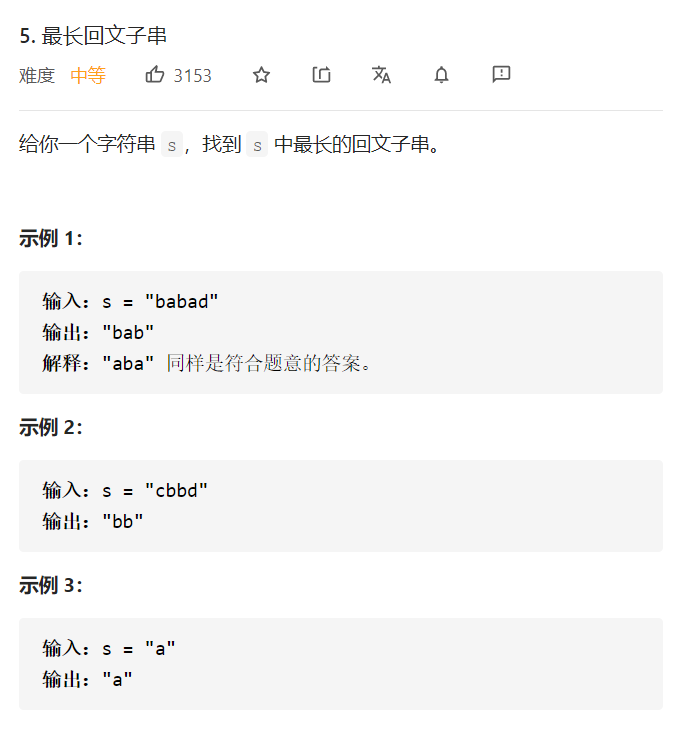 5. 最长回文子串
难度 中等 3153
给你一个字符串 s，找到 s 中最长的回文子串。
示例 1：
输入：s = "babad"
输出："bab"
解释："aba" 同样是符合题意的答案。
示例 2：
输入：s = "cbbd"
输出："bb"
示例 3：
输入：s = "a"
输出："a"